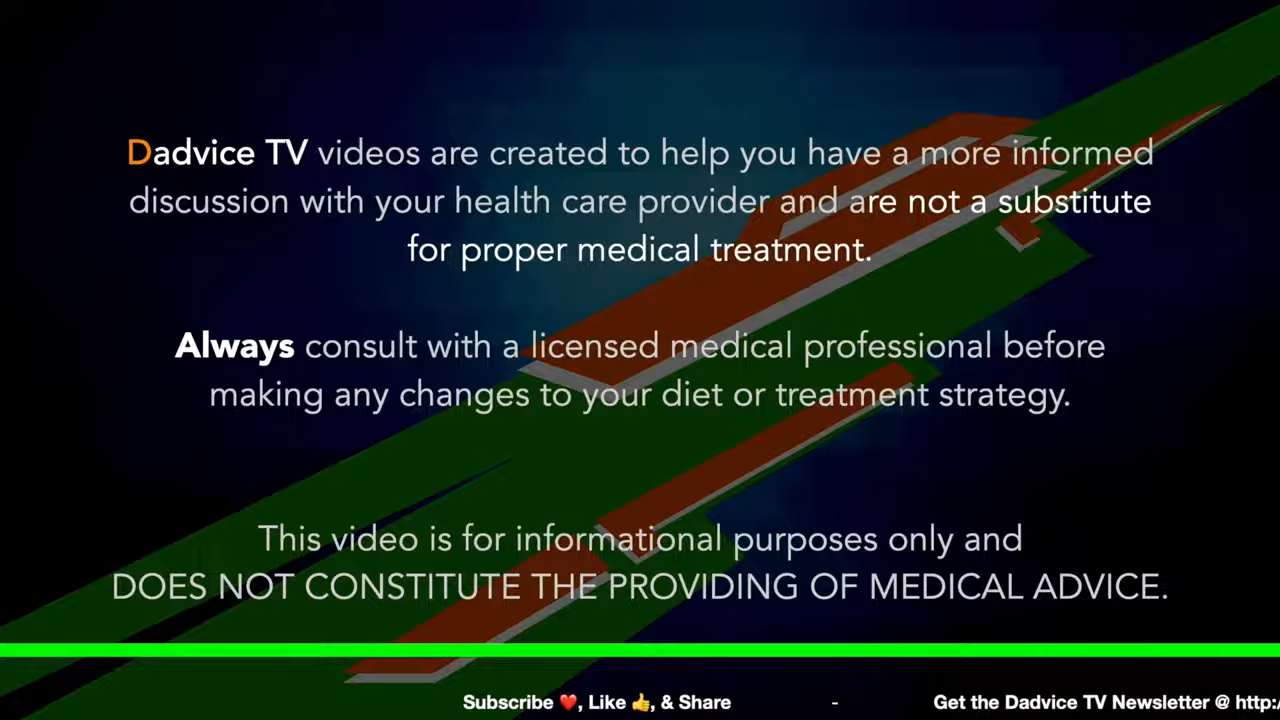 Dadvice TV videos are created to help you have a more informed
discussion with your health care provider and are not a substitute
for proper medical treatment.
Always consult with a licensed medical professional before
making any changes to your diet or treatment strategy.
This video is for informational purposes only and
DOES NOT CONSTITUTE THE PROVIDING OF MEDICAL ADVICE.
Subscribe ❤️, Like 👍, & Share - Get the Dadvice TV Newsletter @ http:/